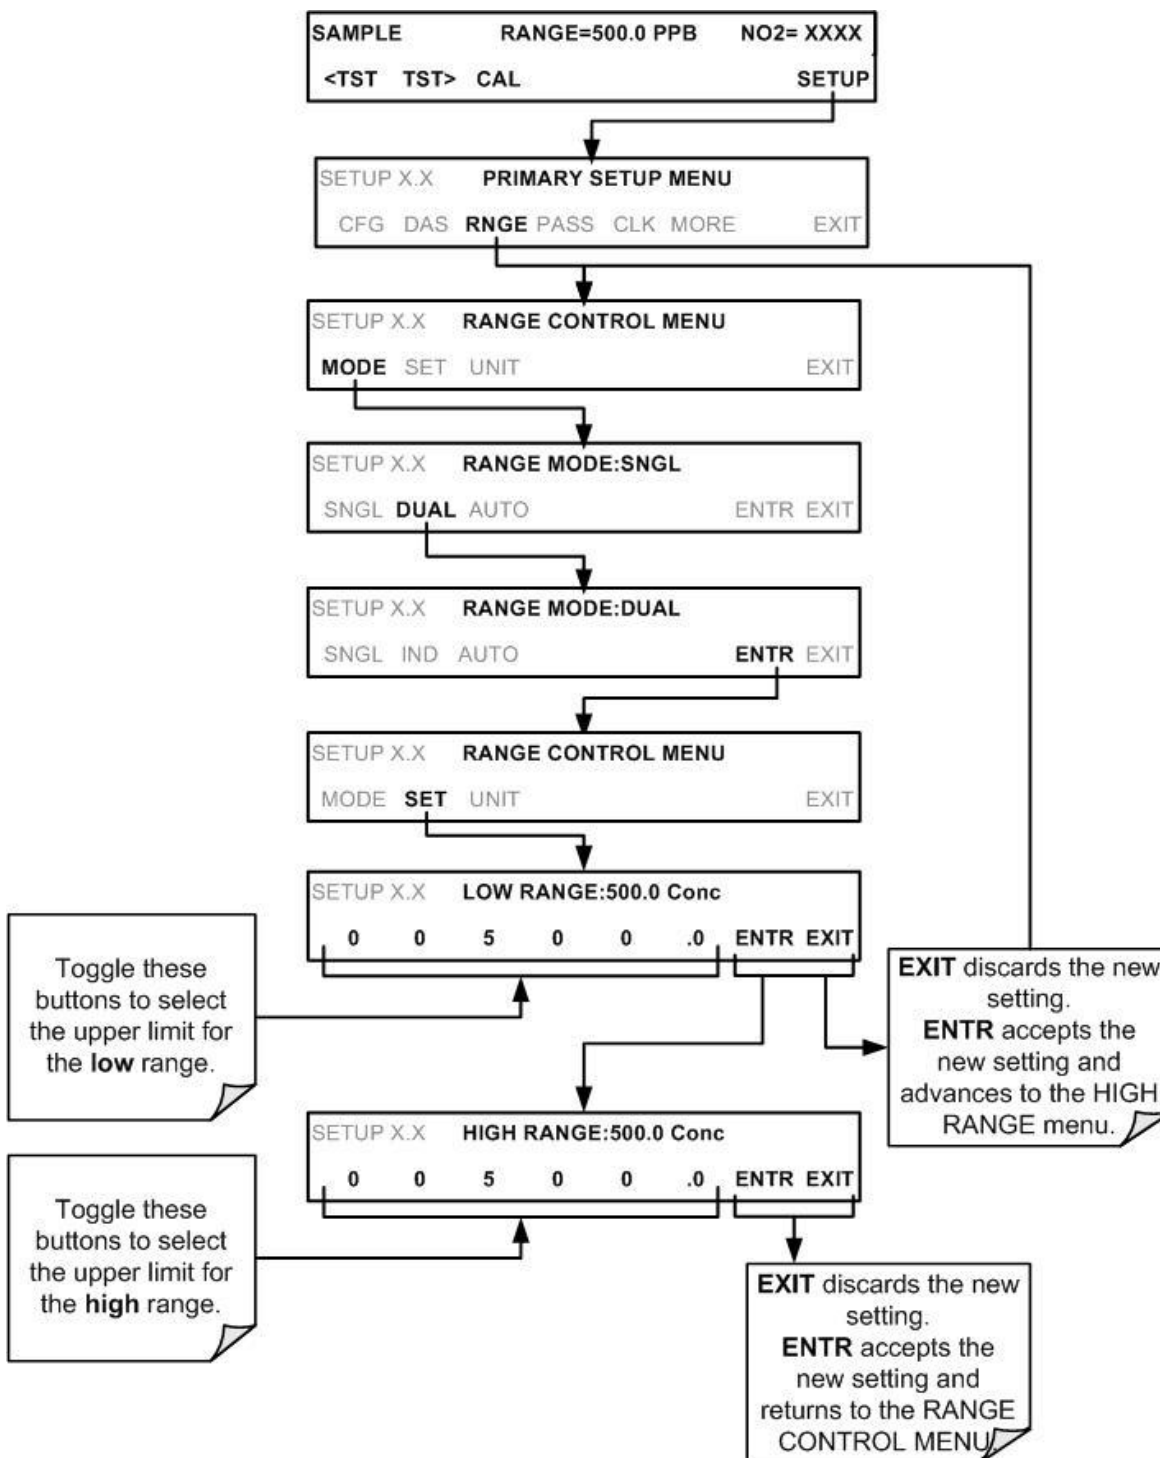 SAMPLE RANGE=500.0 PPB NO2= XXXX
<TST TST> CAL SETUP
SETUP X.X PRIMARY SETUP MENU
CFG DAS RNGE PASS CLK MORE EXIT
SETUP X.X RANGE CONTROL MENU
MODE SET UNIT EXIT
SETUP X.X RANGE MODE:SNGL
SNGL DUAL AUTO ENTR EXIT
SETUP X.X RANGE MODE:DUAL
SNGL IND AUTO ENTR EXIT
SETUP X.X RANGE CONTROL MENU
MODE SET UNIT EXIT
SETUP X.X LOW RANGE:500.0 Conc
0 0 5 0 0 .0 ENTR EXIT
Toggle these
buttons to select
the upper limit for
the low range.
EXIT discards the new
setting.
ENTR accepts the
new setting and
advances to the HIGH
RANGE menu.
SETUP X.X HIGH RANGE:500.0 Conc
0 0 5 0 0 .0 ENTR EXIT
Toggle these
buttons to select
the upper limit for
the high range.
EXIT discards the new
setting.
ENTR accepts the
new setting and
returns to the RANGE
CONTROL MENU.